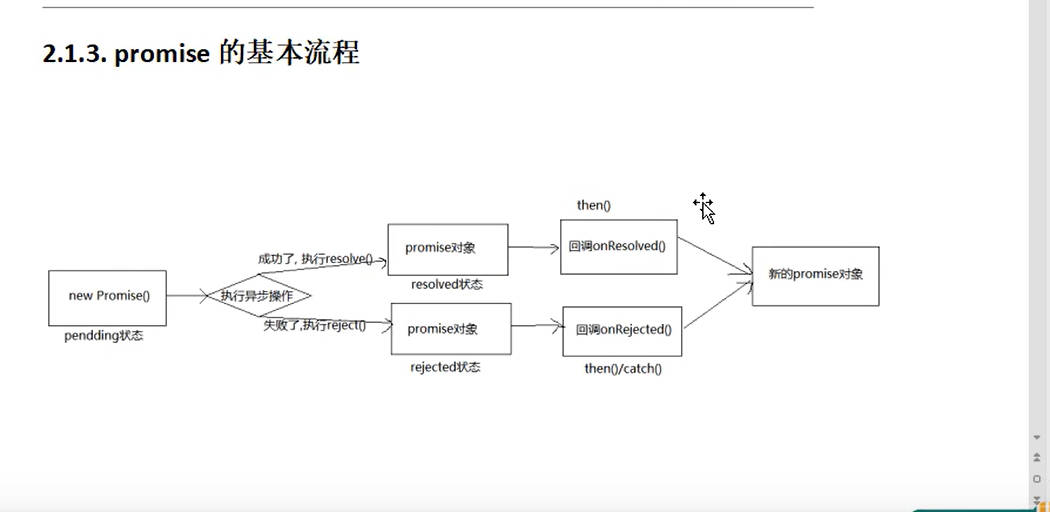 2.1.3. promise 的基本流程
then()
成功了, 执行resolve()
promise对象
回调onResolved()
新的promise对象
resolved状态
new Promise()
执行异步操作
pendding状态
失败了,执行reject()
promise对象
回调onRejected()
rejected状态
then()/catch()